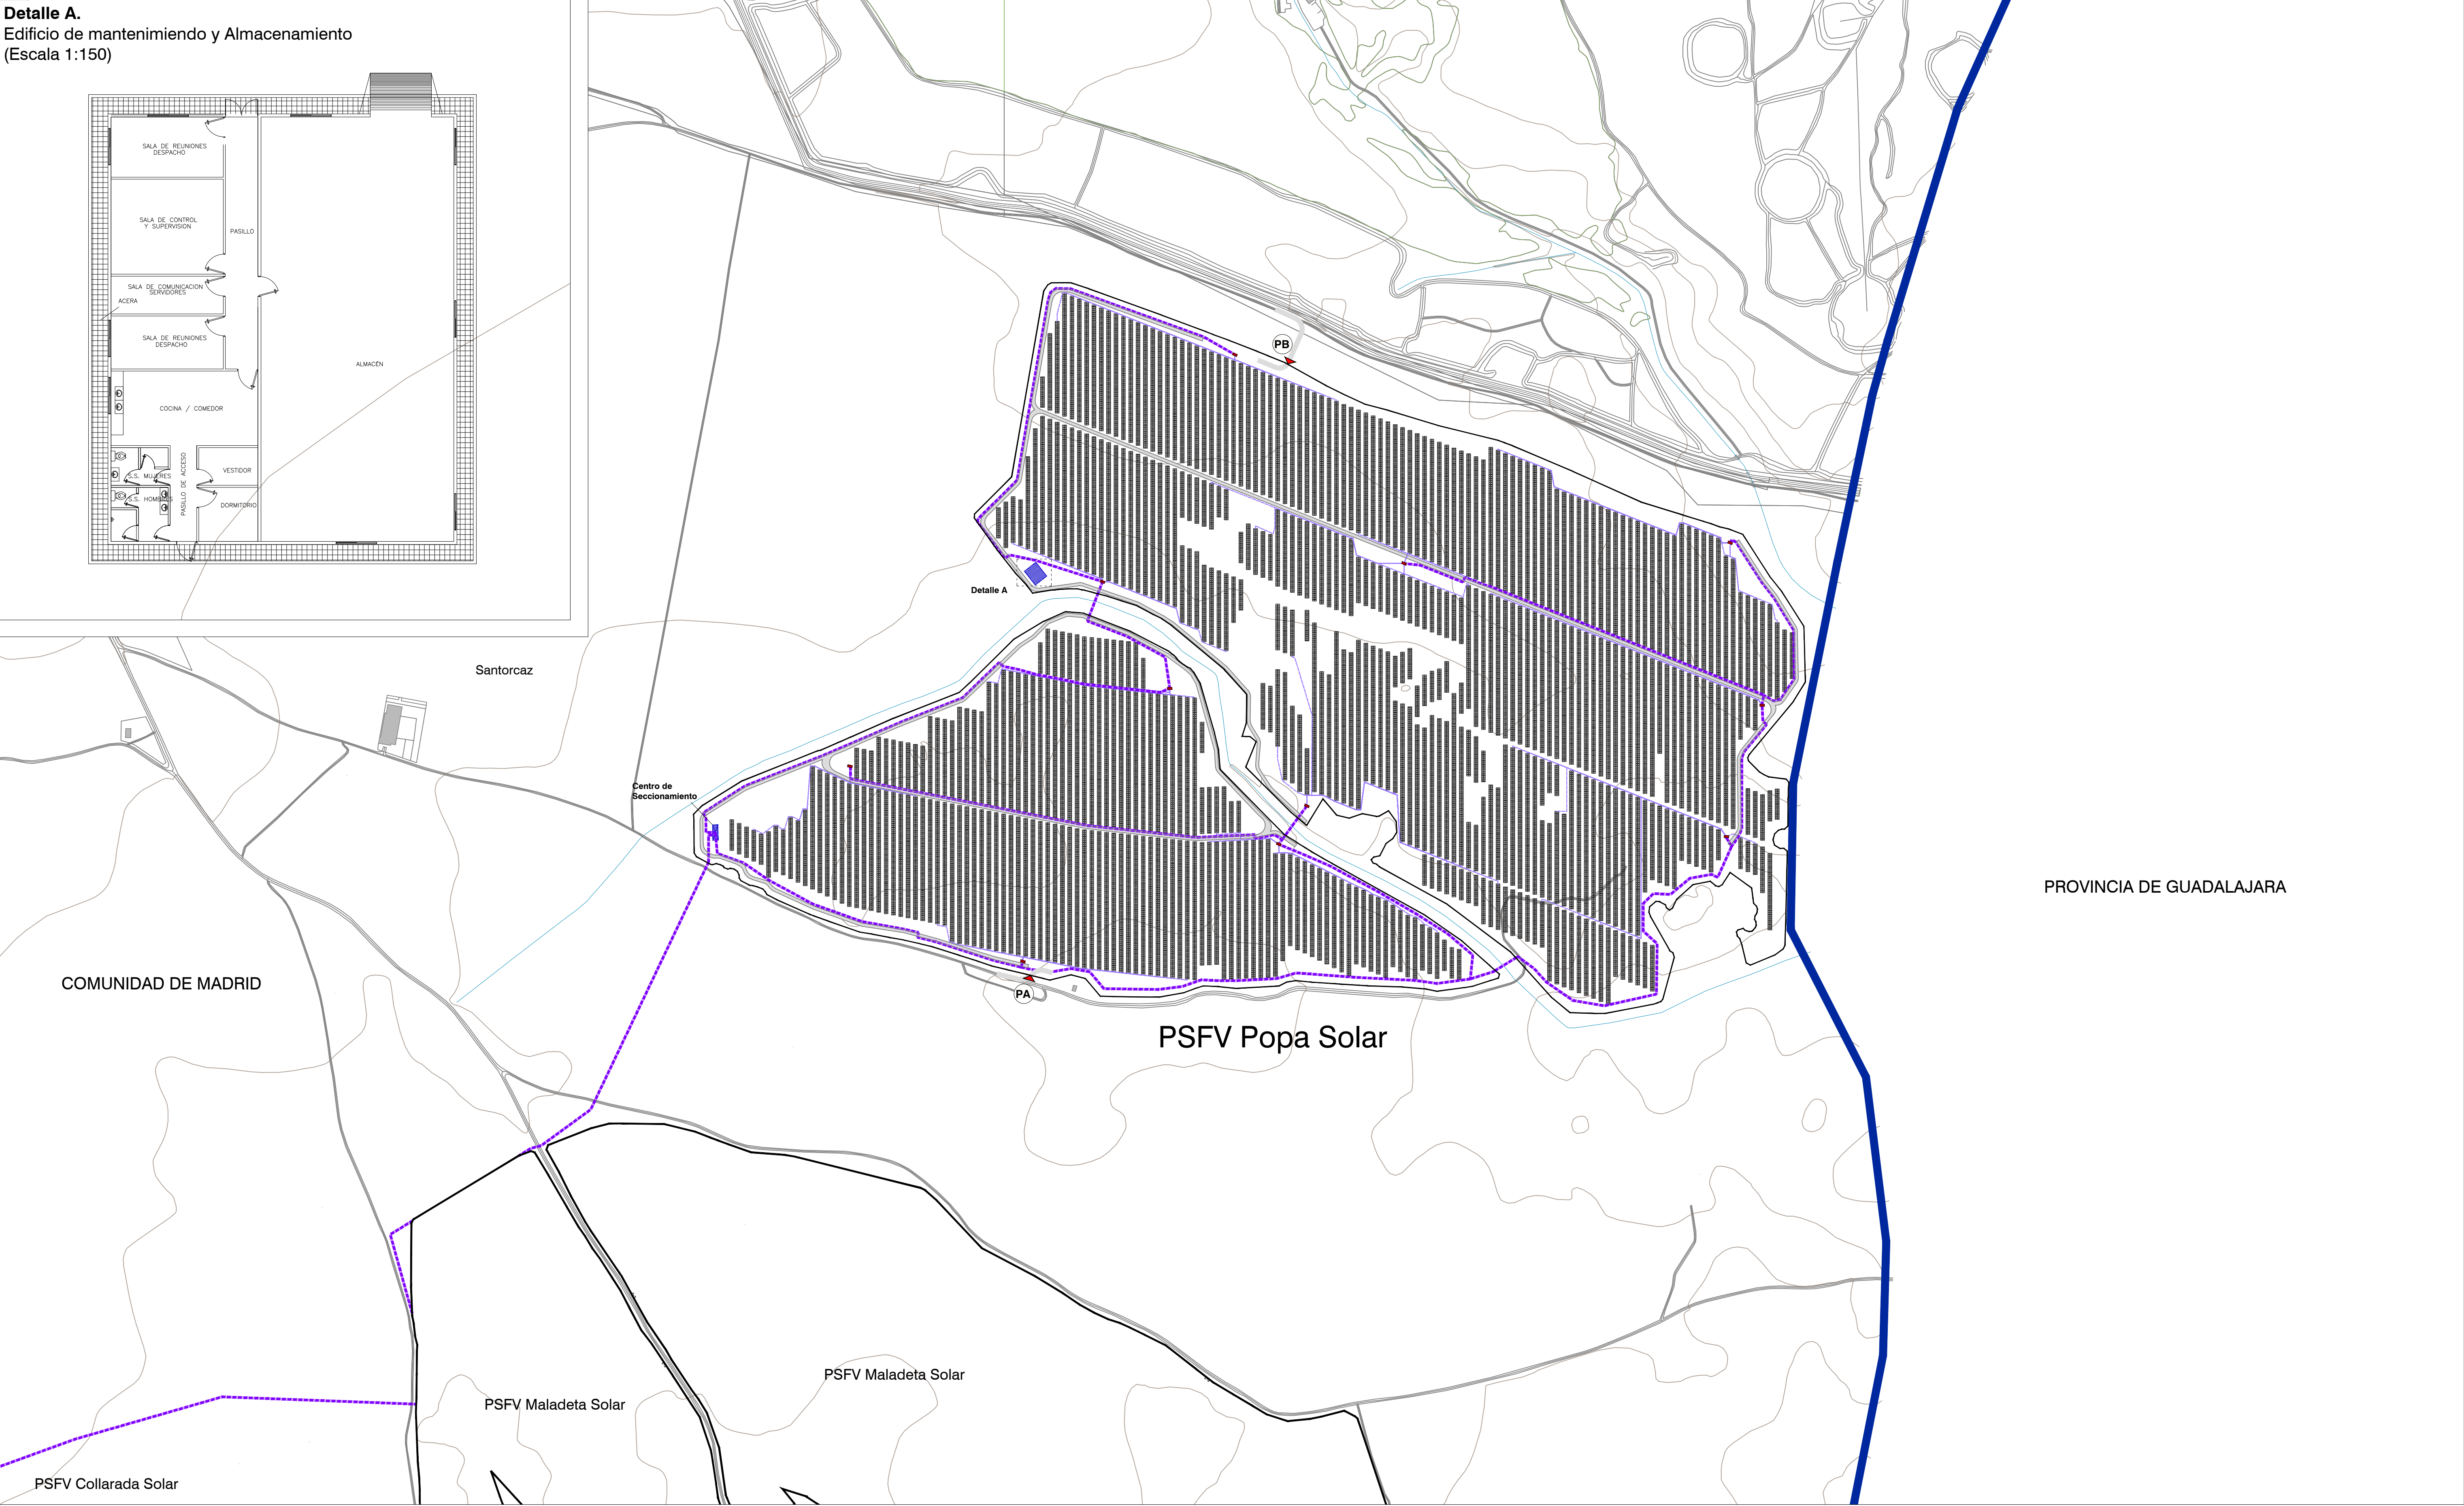 Detalle A.
Edificio de mantenimiendo y Almacenamiento
(Escala 1:150)
SALA DE REUNIONES
DESPACHO
SALA DE CONTROL
Y SUPERVISION
PASILLO
SALA DE COMUNICACION
SERVIDORES
ACERA
SALA DE REUNIONES
DESPACHO
ALMACÉN
COCINA / COMEDOR
S.S. MUJERES
VESTIDOR
S.S. HOMBRES
PASILLO DE ACCESO
DORMITORIO
PB
Detalle A
Santorcaz
Centro de
Seccionamiento
PROVINCIA DE GUADALAJARA
COMUNIDAD DE MADRID
PA
PSFV Popa Solar
PSFV Maladeta Solar
PSFV Maladeta Solar
PSFV Collarada Solar